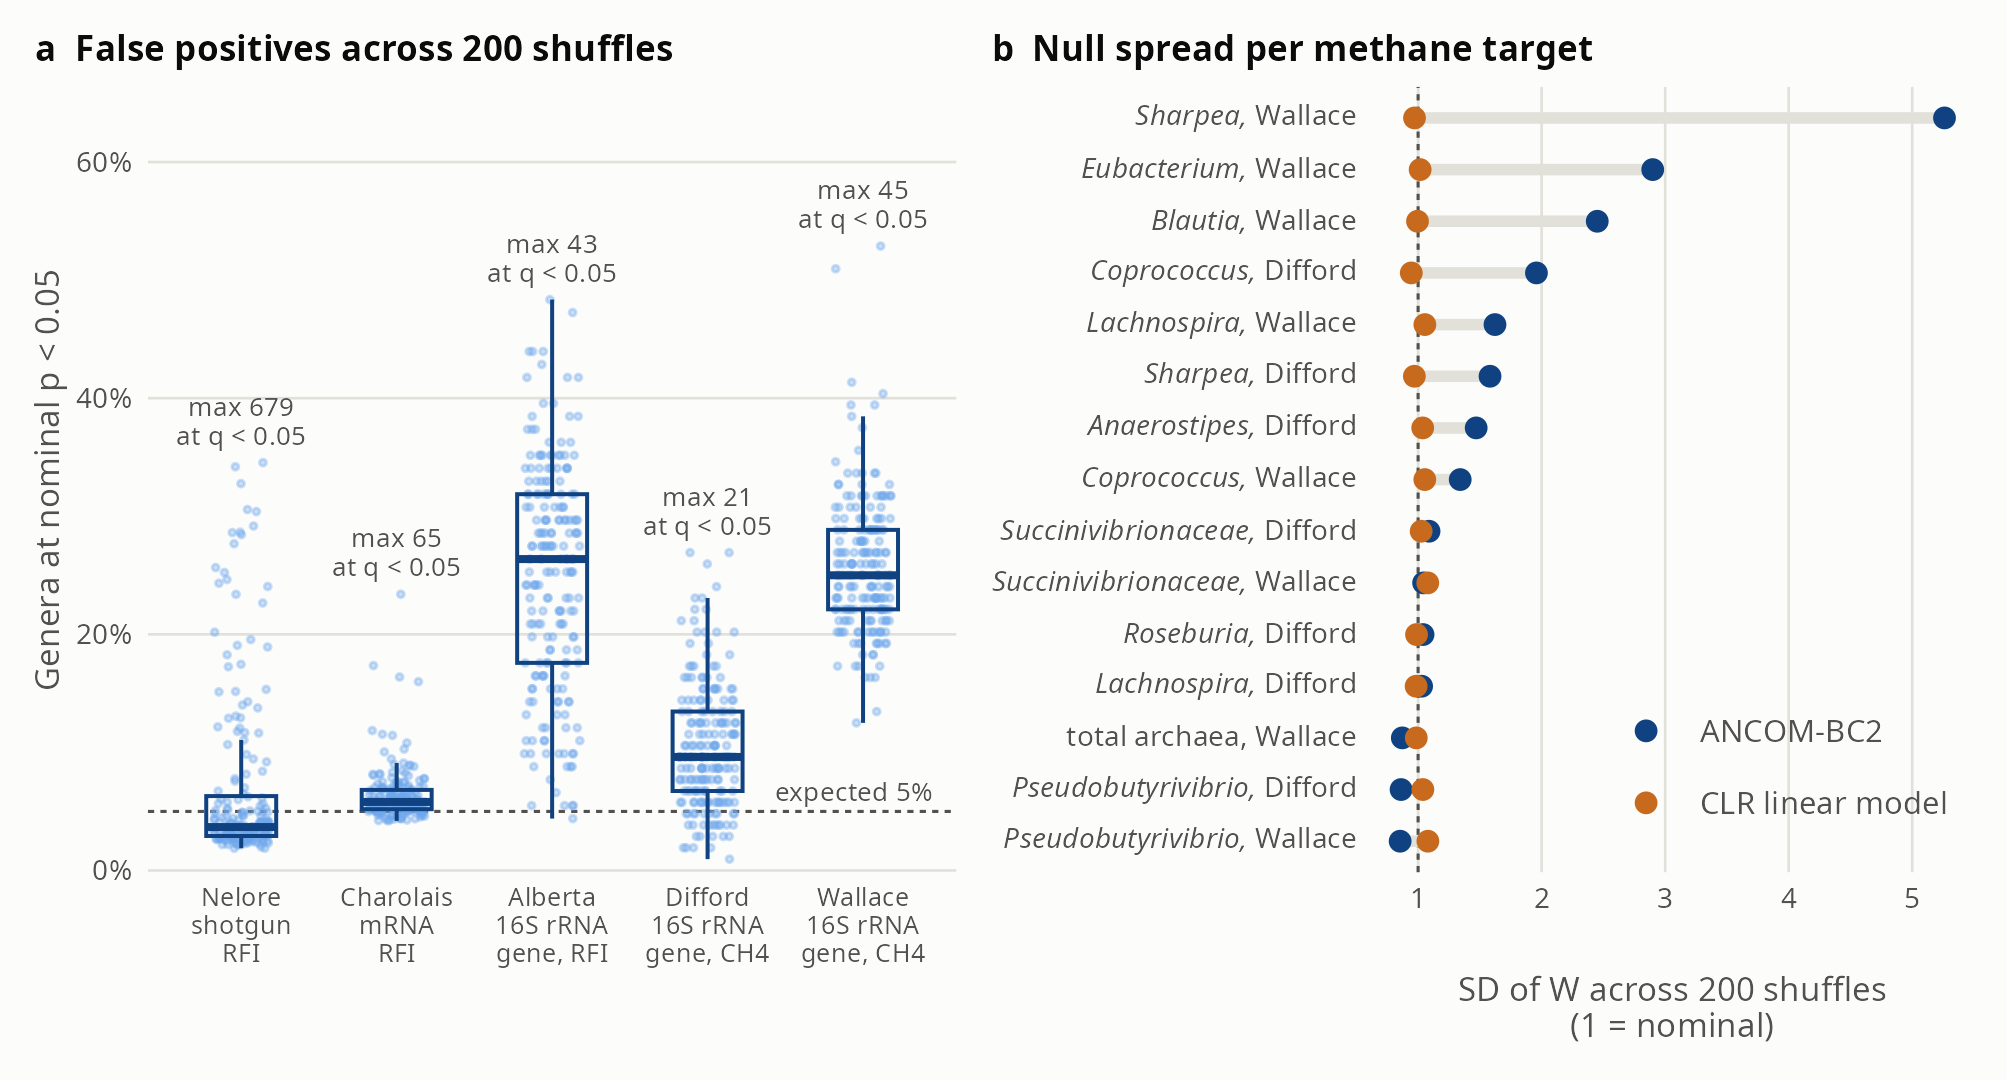 a False positives across 200 shuffles
Genera at nominal p < 0.05
60%
40%
20%
0%
max 679
at q < 0.05
max 65
at q < 0.05
max 43
at q < 0.05
max 21
at q < 0.05
max 45
at q < 0.05
expected 5%
Nelore
shotgun
RFI
Charolais
mRNA
RFI
Alberta
16S rRNA
gene, RFI
Difford
16S rRNA
gene, CH4
Wallace
16S rRNA
gene, CH4
b Null spread per methane target
Sharpea, Wallace
Eubacterium, Wallace
Blautia, Wallace
Coprococcus, Difford
Lachnospira, Wallace
Sharpea, Difford
Anaerostipes, Difford
Coprococcus, Wallace
Succinivibrionaceae, Difford
Succinivibrionaceae, Wallace
Roseburia, Difford
Lachnospira, Difford
total archaea, Wallace
Pseudobutyrivibrio, Difford
Pseudobutyrivibrio, Wallace
ANCOM-BC2
CLR linear model
1 2 3 4 5
SD of W across 200 shuffles
(1 = nominal)